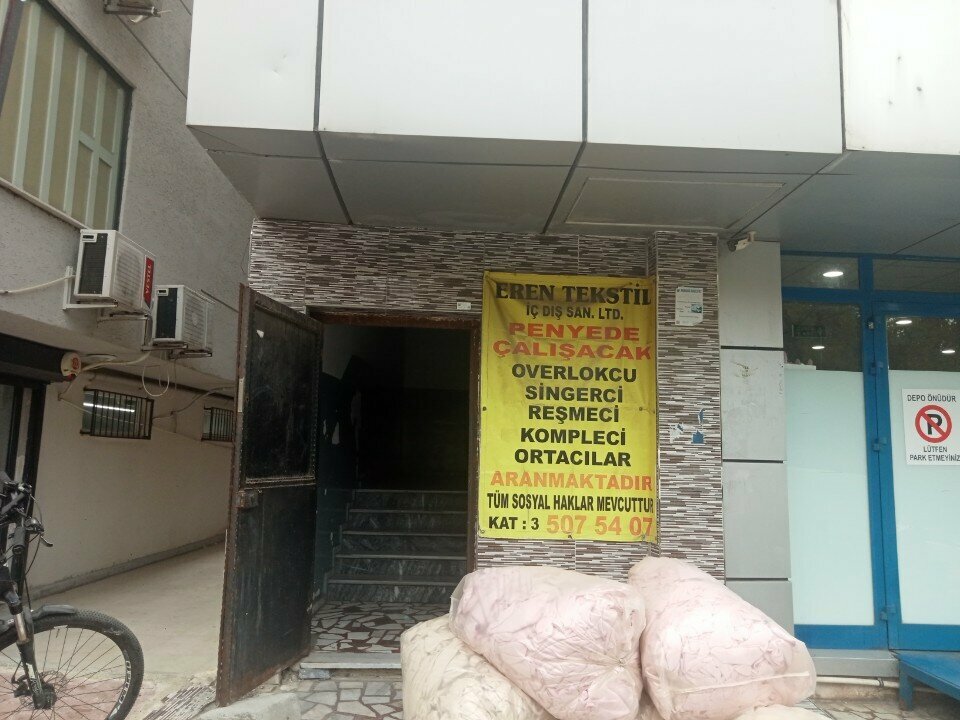 EREN TEKSTİL
İÇ DIŞ SAN. LTD.
PENYEDE
ÇALIŞACAK
OVERLOKCU
SİNGERCİ
REŞMECİ
KOMPLECİ
ORTACILAR
ARANMAKTADIR
TÜM SOSYAL HAKLAR MEVCUTTUR
KAT : 3 507 54 07
DEPO ÖNÜDÜR
P
LÜTFEN
PARK ETMEYİNİZ